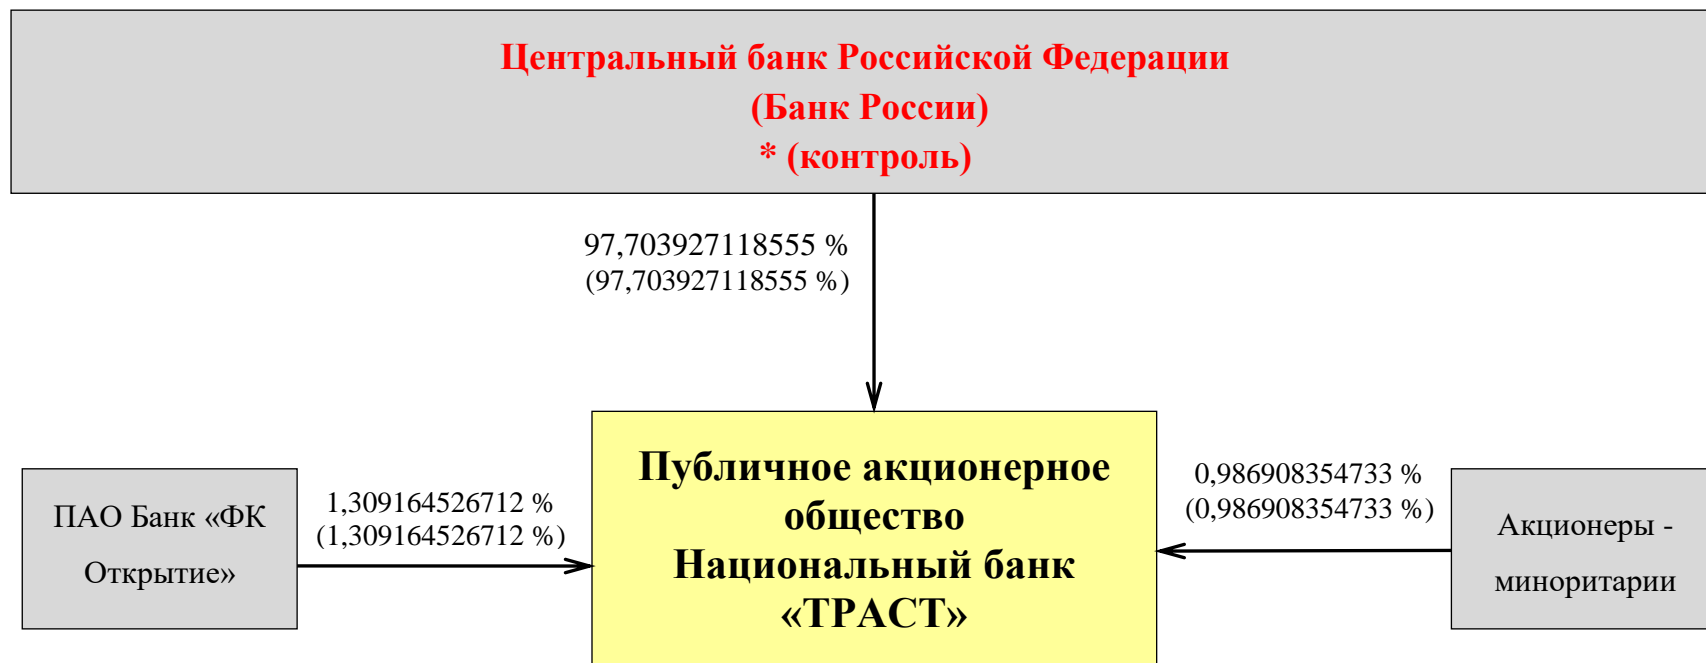 Центральный банк Российской Федерации
(Банк России)
* (контроль)
97,703927118555 %
(97,703927118555 %)
ПАО Банк «ФК
Открытие»
1,309164526712 %
(1,309164526712 %)
Публичное акционерное
общество
Национальный банк
«ТРАСТ»
0,986908354733 %
(0,986908354733 %)
Акционеры -
миноритарии